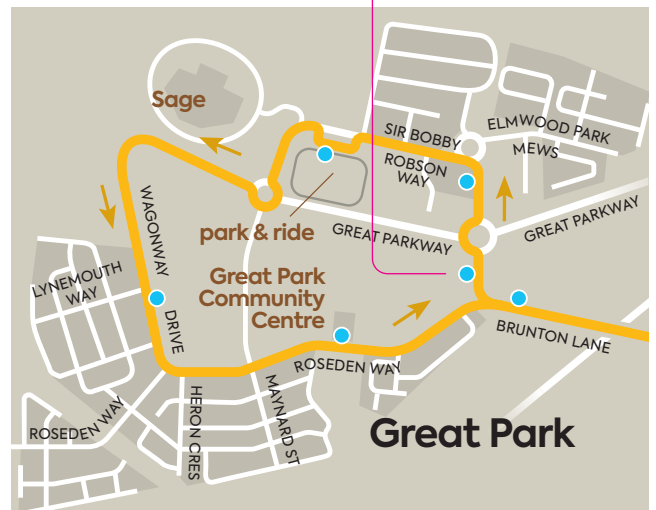 Sage
SIR BOBBY
ROBSON
WAY
ELMWOOD PARK
MEWS
WAGONWAY
DRIVE
park & ride
GREAT PARKWAY
GREAT PARKWAY
LYNEMOUTH
WAY
Great Park
Community
Centre
BRUNTON LANE
ROSEDEN WAY
ROSEDEN WAY
HERON CRES
MAYNARD ST
Great Park